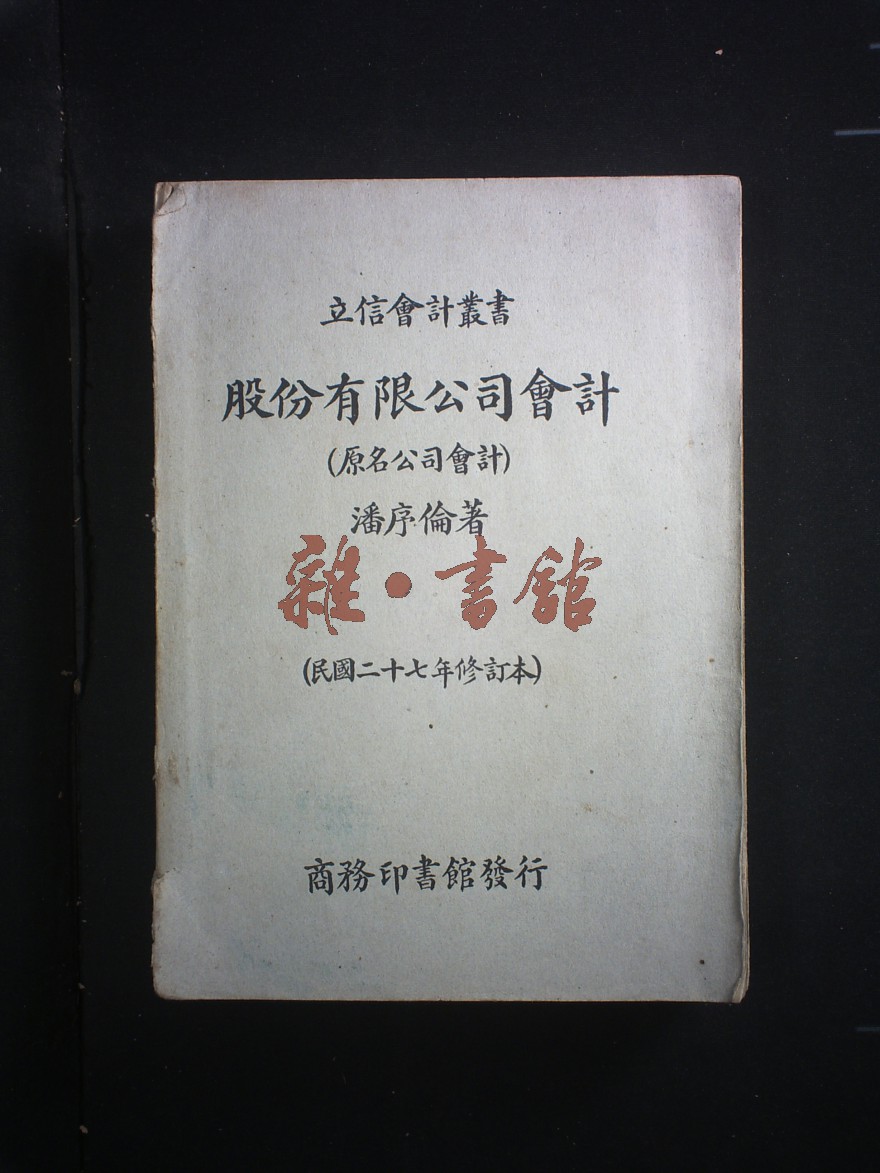 立信會計叢書
股份有限公司會計
(原名公司會計)
潘序倫著
雜·書館
(民國二十七年修訂本)
商務印書館發行